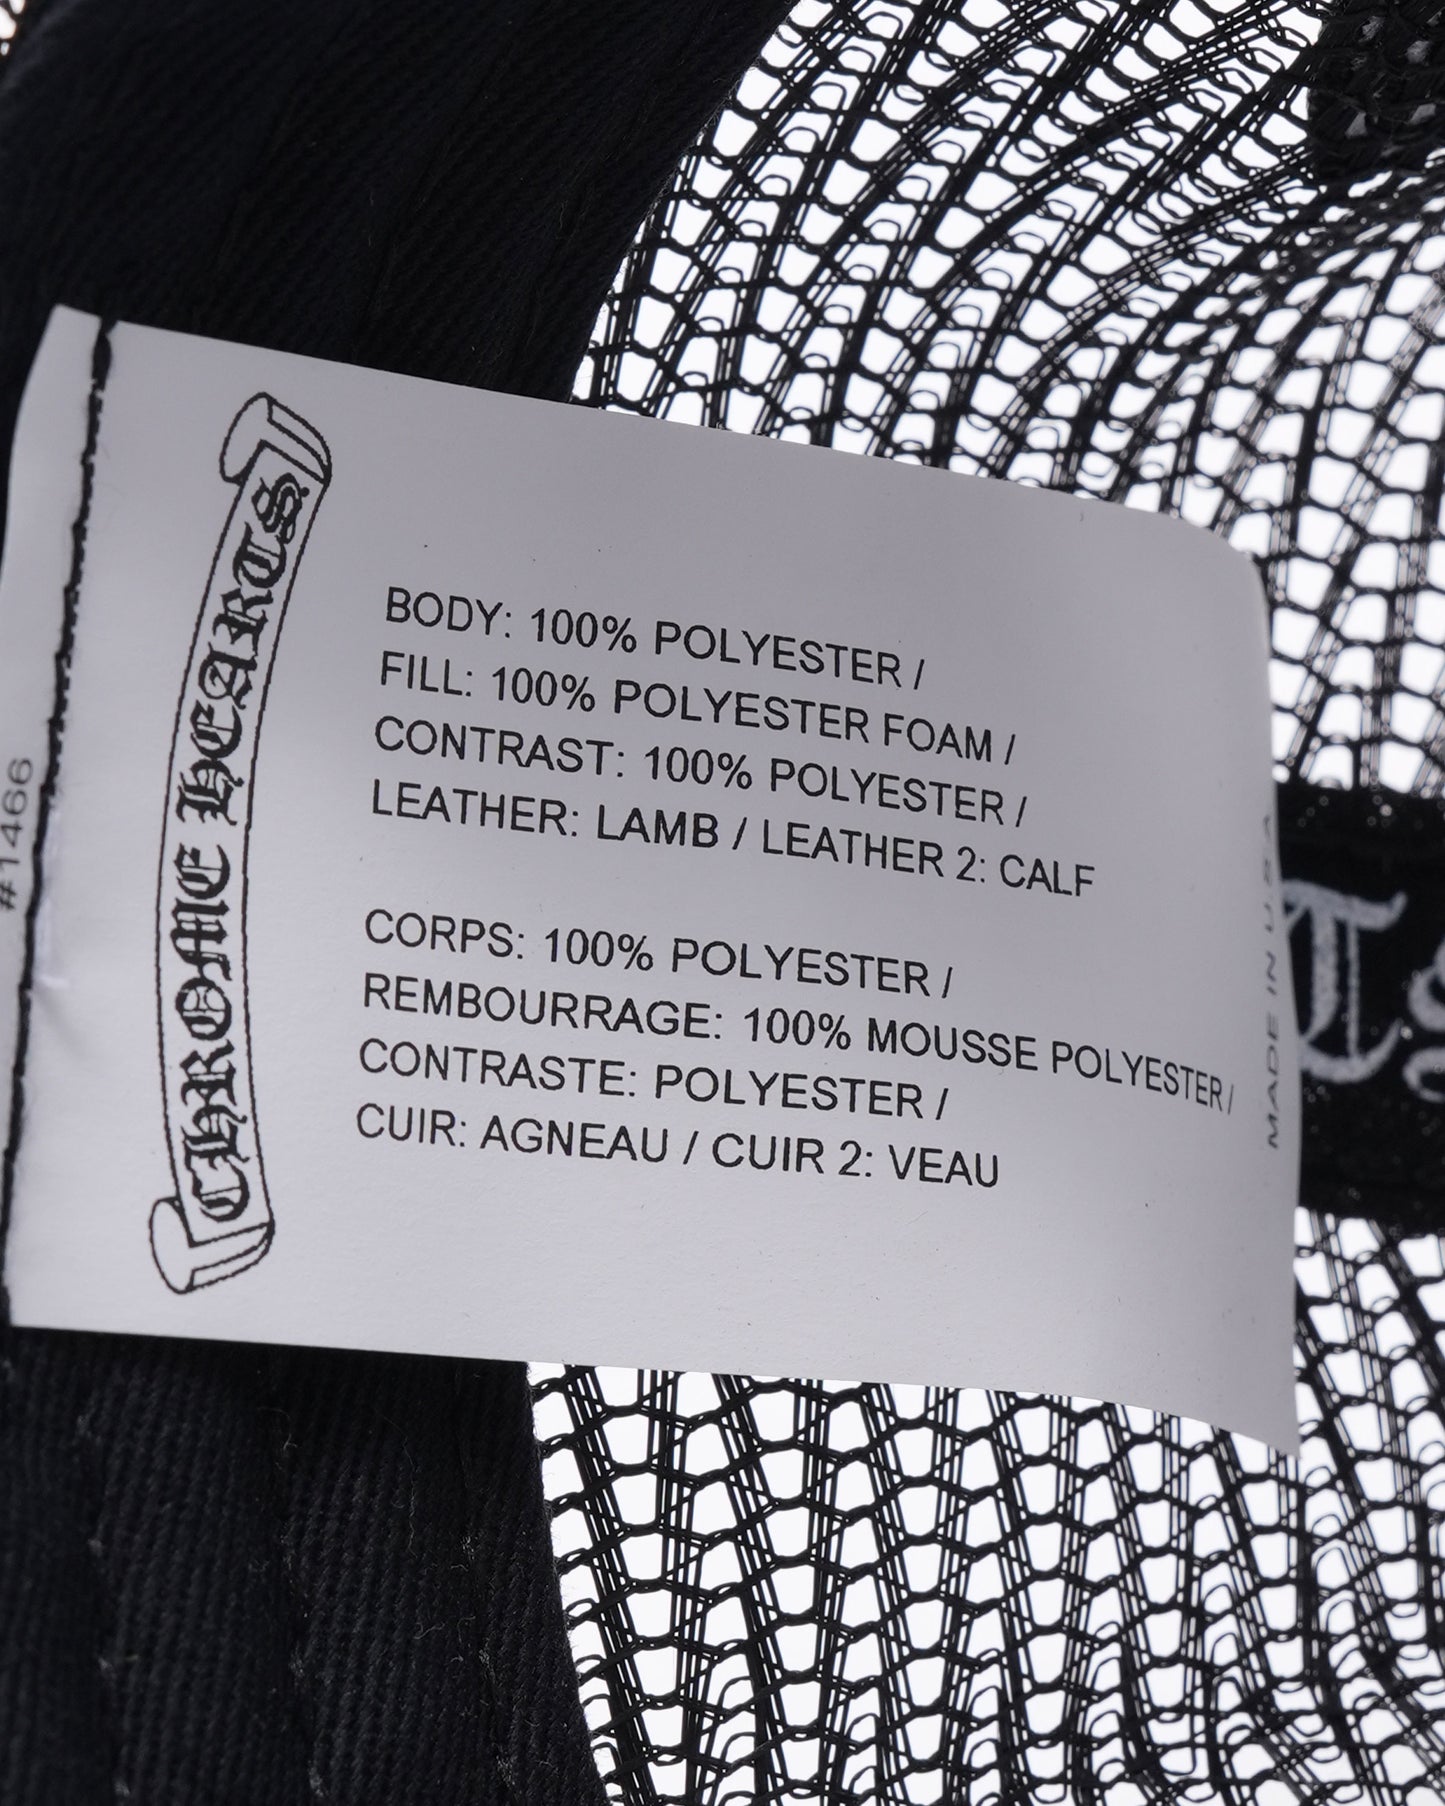 CHROME HEARTS
BODY: 100% POLYESTER /
FILL: 100% POLYESTER FOAM /
CONTRAST: 100% POLYESTER /
LEATHER: LAMB / LEATHER 2: CALF
CORPS: 100% POLYESTER /
REMBOURRAGE: 100% MOUSSE POLYESTER /
CONTRASTE: POLYESTER /
CUIR: AGNEAU / CUIR 2: VEAU
#1466
MADE IN U.S.A